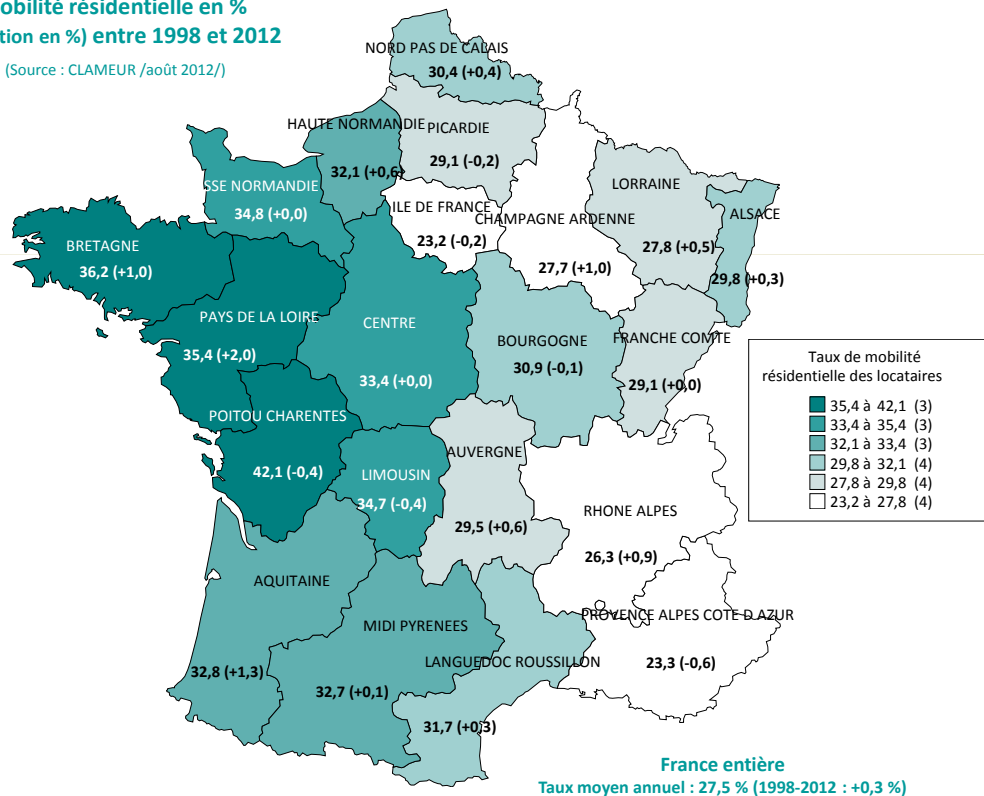 obilité résidentielle en %
tion en %) entre 1998 et 2012
(Source : CLAMEUR /août 2012/)
NORD PAS DE CALAIS
30,4 (+0,4)
HAUTE NORMANDIE
32,1 (+0,6)
PICARDIE
29,1 (-0,2)
SSE NORMANDIE
34,8 (+0,0)
ILE DE FRANCE
23,2 (-0,2)
CHAMPAGNE ARDENNE
27,7 (+1,0)
LORRAINE
27,8 (+0,5)
ALSACE
29,8 (+0,3)
BRETAGNE
36,2 (+1,0)
PAYS DE LA LOIRE
35,4 (+2,0)
CENTRE
33,4 (+0,0)
BOURGOGNE
30,9 (-0,1)
FRANCHE COMTE
29,1 (+0,0)
POITOU CHARENTES
42,1 (-0,4)
LIMOUSIN
34,7 (-0,4)
AUVERGNE
29,5 (+0,6)
RHONE ALPES
26,3 (+0,9)
AQUITAINE
32,8 (+1,3)
MIDI PYRENEES
32,7 (+0,1)
LANGUEDOC ROUSSILLON
31,7 (+0,3)
PROVENCE ALPES COTE D AZUR
23,3 (-0,6)
Taux de mobilité
résidentielle des locataires
35,4 à 42,1 (3)
33,4 à 35,4 (3)
32,1 à 33,4 (3)
29,8 à 32,1 (4)
27,8 à 29,8 (4)
23,2 à 27,8 (4)
France entière
Taux moyen annuel : 27,5 % (1998-2012 : +0,3 %)